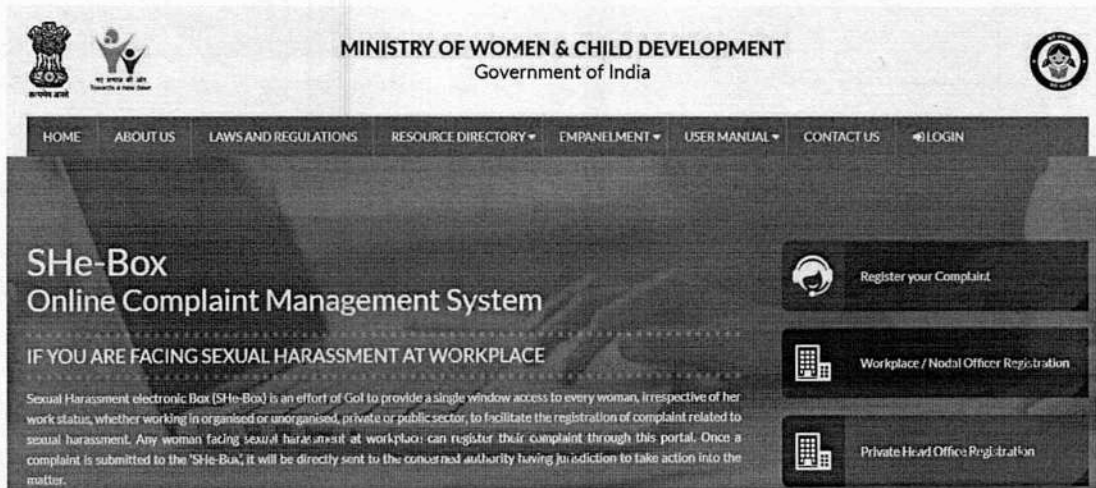 MINISTRY OF WOMEN & CHILD DEVELOPMENT
Government of India
सत्यमेव जयते
Towards a new dawn
HOME ABOUT US LAWS AND REGULATIONS RESOURCE DIRECTORY EMPANELMENT USER MANUAL CONTACT US LOGIN
SHe-Box
Online Complaint Management System
IF YOU ARE FACING SEXUAL HARASSMENT AT WORKPLACE
Sexual Harassment electronic Box (SHe-Box) is an effort of GoI to provide a single window access to every woman, irrespective of her
work status, whether working in organised or unorganised, private or public sector, to facilitate the registration of complaint related to
sexual harassment. Any woman facing sexual harassment at workplace can register their complaint through this portal. Once a
complaint is submitted to the 'SHe-Box', it will be directly sent to the concerned authority having jurisdiction to take action into the
matter.
Register your Complaint
Workplace / Nodal Officer Registration
Private Head Office Registration